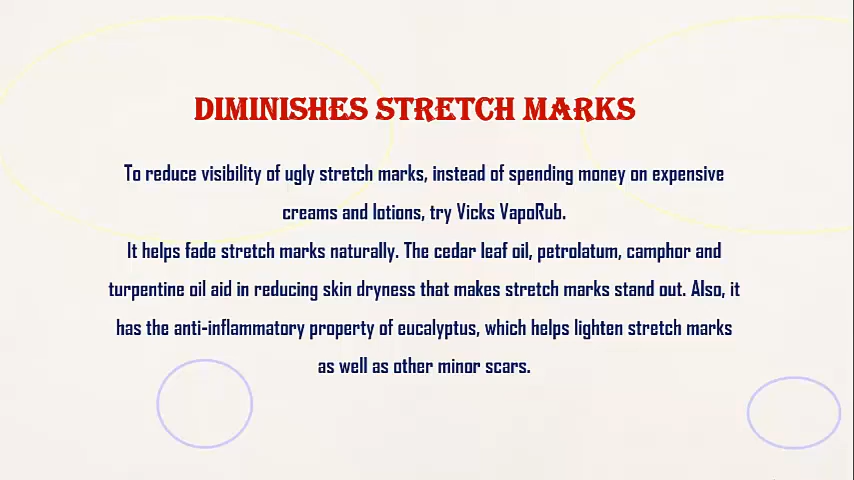 DIMINISHES STRETCH MARKS
To reduce visibility of ugly stretch marks, instead of spending money on expensive
creams and lotions, try Vicks VapoRub.
It helps fade stretch marks naturally. The cedar leaf oil, petrolatum, camphor and
turpentine oil aid in reducing skin dryness that makes stretch marks stand out. Also, it
has the anti-inflammatory property of eucalyptus, which helps lighten stretch marks
as well as other minor scars.